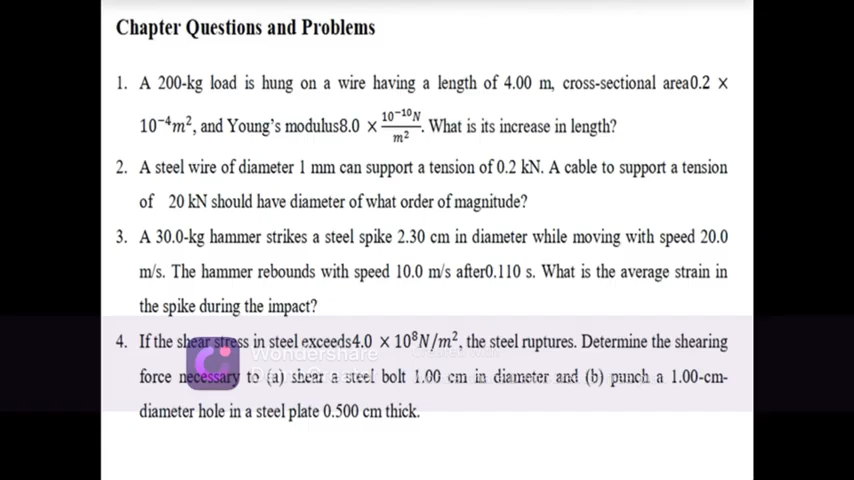 Chapter Questions and Problems
1. A 200-kg load is hung on a wire having a length of 4.00 m, cross-sectional area0.2 ×
10⁻⁴m², and Young's modulus8.0 × 10⁻¹⁰N/m². What is its increase in length?
2. A steel wire of diameter 1 mm can support a tension of 0.2 kN. A cable to support a tension
of 20 kN should have diameter of what order of magnitude?
3. A 30.0-kg hammer strikes a steel spike 2.30 cm in diameter while moving with speed 20.0
m/s. The hammer rebounds with speed 10.0 m/s after0.110 s. What is the average strain in
the spike during the impact?
4. If the shear stress in steel exceeds4.0 × 10⁸N/m², the steel ruptures. Determine the shearing
force necessary to (a) shear a steel bolt 1.00 cm in diameter and (b) punch a 1.00-cm-
diameter hole in a steel plate 0.500 cm thick.
Wondershare